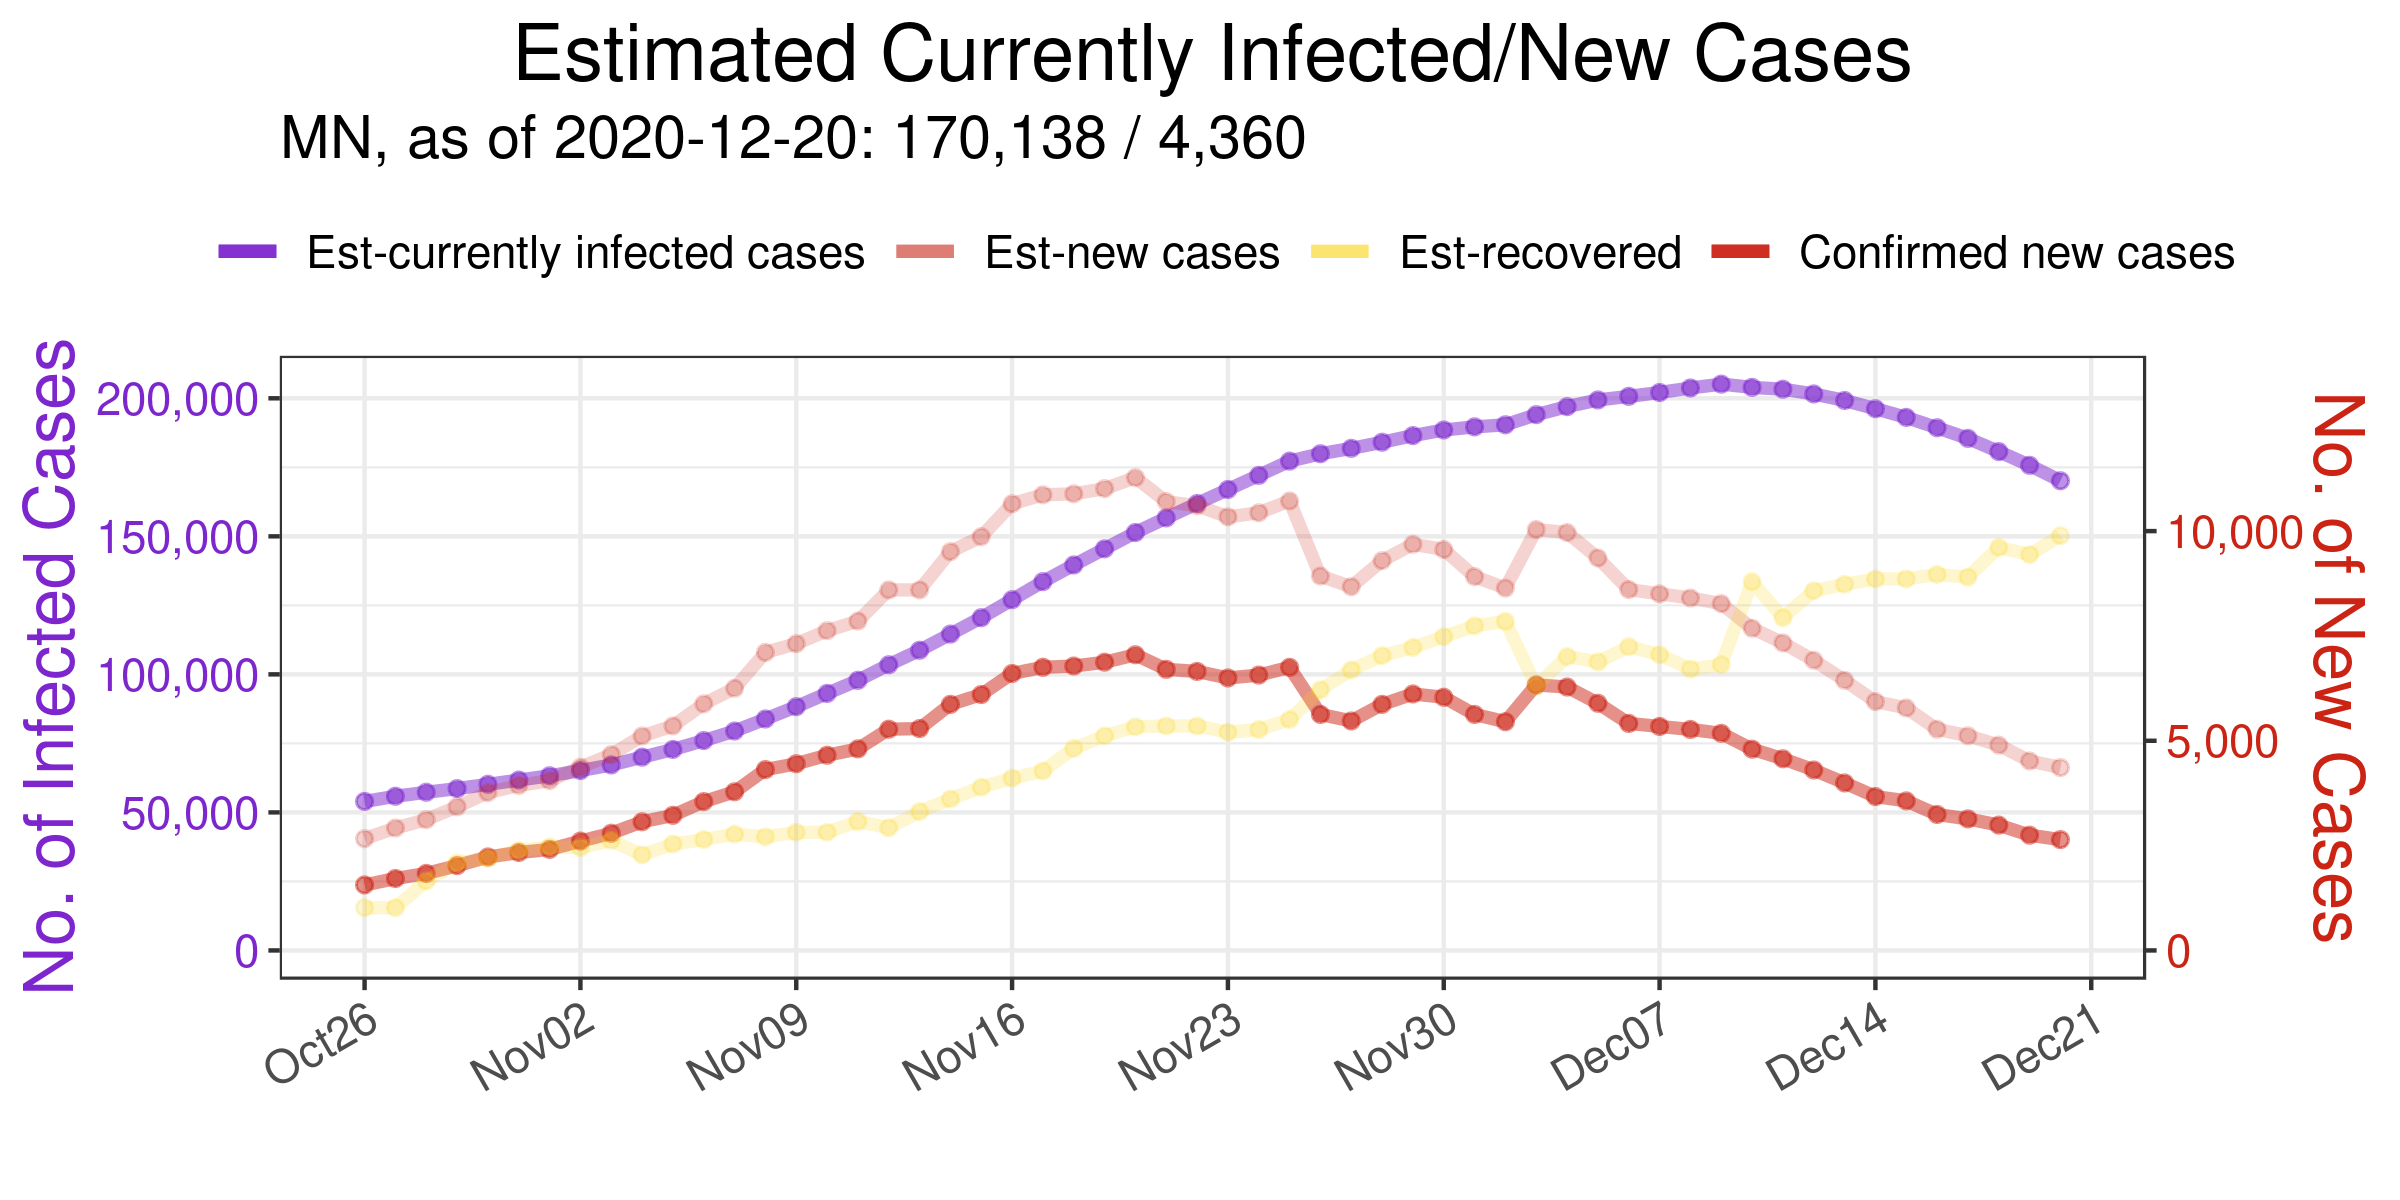 Estimated Currently Infected/New Cases
MN, as of 2020-12-20: 170,138 / 4,360
Est-currently infected cases Est-new cases Est-recovered Confirmed new cases
No. of Infected Cases
200,000
150,000
100,000
50,000
0
10,000
5,000
0
No. of New Cases
Oct26 Nov02 Nov09 Nov16 Nov23 Nov30 Dec07 Dec14 Dec21